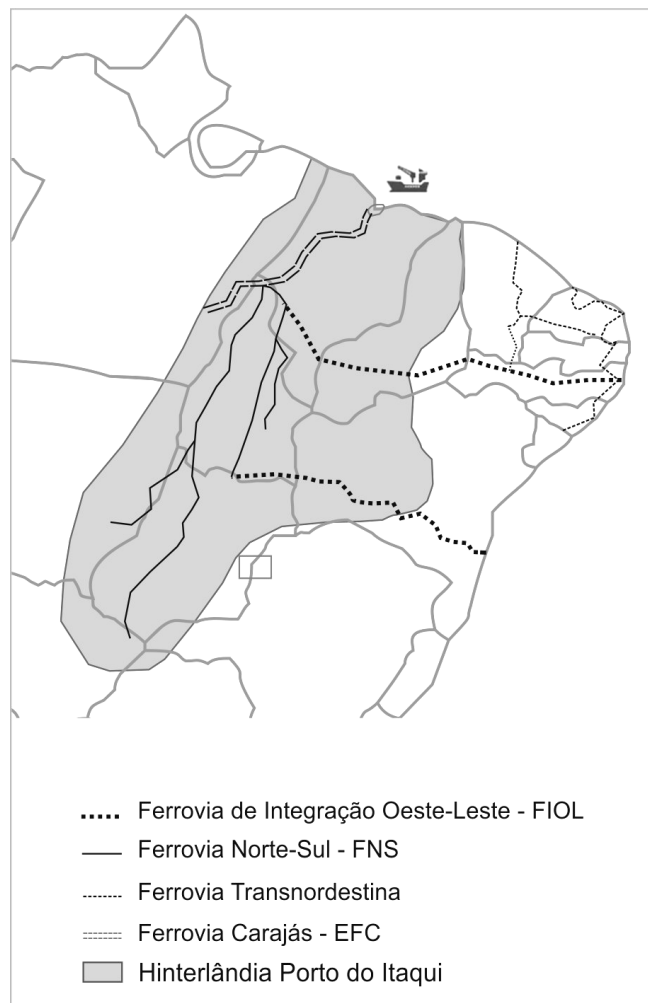 Ferrovia de Integração Oeste-Leste - FIOL
Ferrovia Norte-Sul - FNS
Ferrovia Transnordestina
Ferrovia Carajás - EFC
Hinterlândia Porto do Itaqui